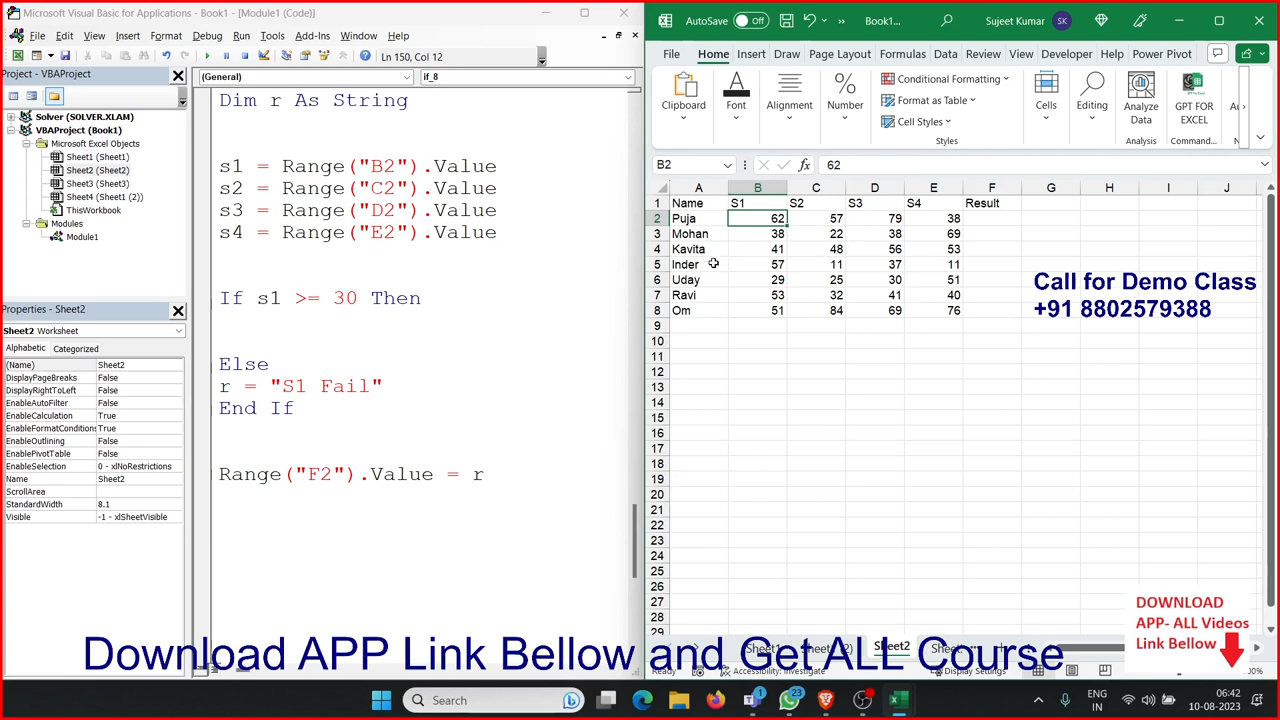 Microsoft Visual Basic for Applications - Book1 - [Module1 (Code)]
File Edit View Insert Format Debug Run Tools Add-Ins Window Help
Ln 150, Col 12
Project - VBAProject
Solver (SOLVER.XLAM)
VBAProject (Book1)
Microsoft Excel Objects
Sheet1 (Sheet1)
Sheet2 (Sheet2)
Sheet3 (Sheet3)
Sheet4 (Sheet1 (2))
ThisWorkbook
Modules
Module1
Properties - Sheet2
Sheet2 Worksheet
Alphabetic Categorized
(Name) Sheet2
DisplayPageBreaks False
DisplayRightToLeft False
EnableAutoFilter False
EnableCalculation True
EnableFormatConditions True
EnableOutlining False
EnablePivotTable False
EnableSelection 0 - xlNoRestrictions
Name Sheet2
ScrollArea
StandardWidth 8.1
Visible -1 - xlSheetVisible
(General) if_8
Dim r As String
s1 = Range("B2").Value
s2 = Range("C2").Value
s3 = Range("D2").Value
s4 = Range("E2").Value
If s1 >= 30 Then
Else
r = "S1 Fail"
End If
Range("F2").Value = r
AutoSave Off Book1... Sujeet Kumar SK
File Home Insert Draw Page Layout Formulas Data Review View Developer Help Power Pivot
Clipboard Font Alignment Number
Conditional Formatting
Format as Table
Cell Styles
Styles
Cells Editing Analyze Data GPT FOR EXCEL
Analysis Command...
B2 fx 62
A B C D E F G H I J
1 Name S1 S2 S3 S4 Result
2 Puja 62 57 79 38
3 Mohan 38 22 38 69
4 Kavita 41 48 56 53
5 Inder 57 11 37 11
6 Uday 29 25 30 51
7 Ravi 53 32 41 40
8 Om 51 84 69 76
9
10
11
12
13
14
15
16
17
18
19
20
21
22
23
24
25
26
27
28
29
Call for Demo Class
+91 8802579388
DOWNLOAD
APP- ALL Videos
Link Bellow
Download APP Link Bellow and Get ALL Course
Sheet2
Ready Accessibility: Investigate Display Settings
Search
1 23
ENG
IN
06:42
10-08-2023